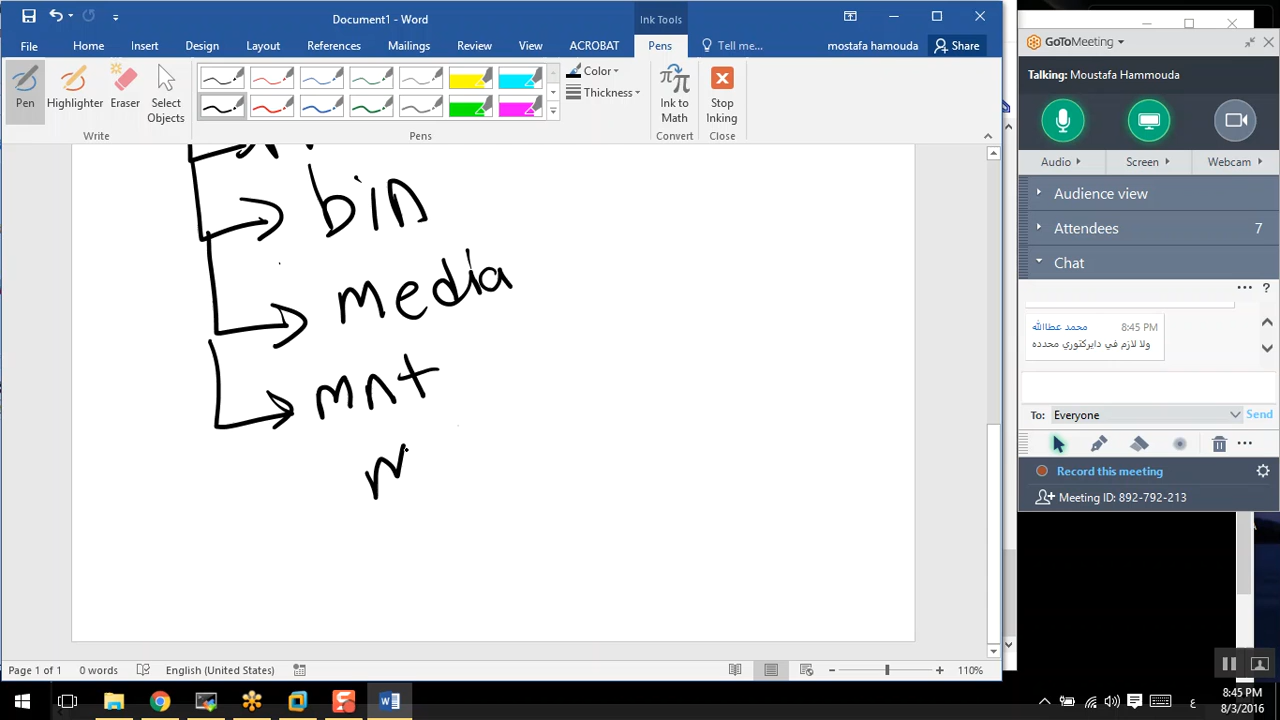 Document1 - Word
Ink Tools
File
Home
Insert
Design
Layout
References
Mailings
Review
View
ACROBAT
Pens
Tell me...
mostafa hamouda
Share
Pen
Highlighter
Eraser
Select
Objects
Write
Pens
Color
Thickness
Ink to
Math
Convert
Stop
Inking
Close
bin
media
mnt
Page 1 of 1
0 words
English (United States)
110%
GoToMeeting
Talking: Moustafa Hammouda
Audio
Screen
Webcam
Audience view
Attendees
7
Chat
محمد عطاالله
8:45 PM
ولا لازم في دايركتوري محدده
To:
Everyone
Send
Record this meeting
Meeting ID: 892-792-213
ع
8:45 PM
8/3/2016